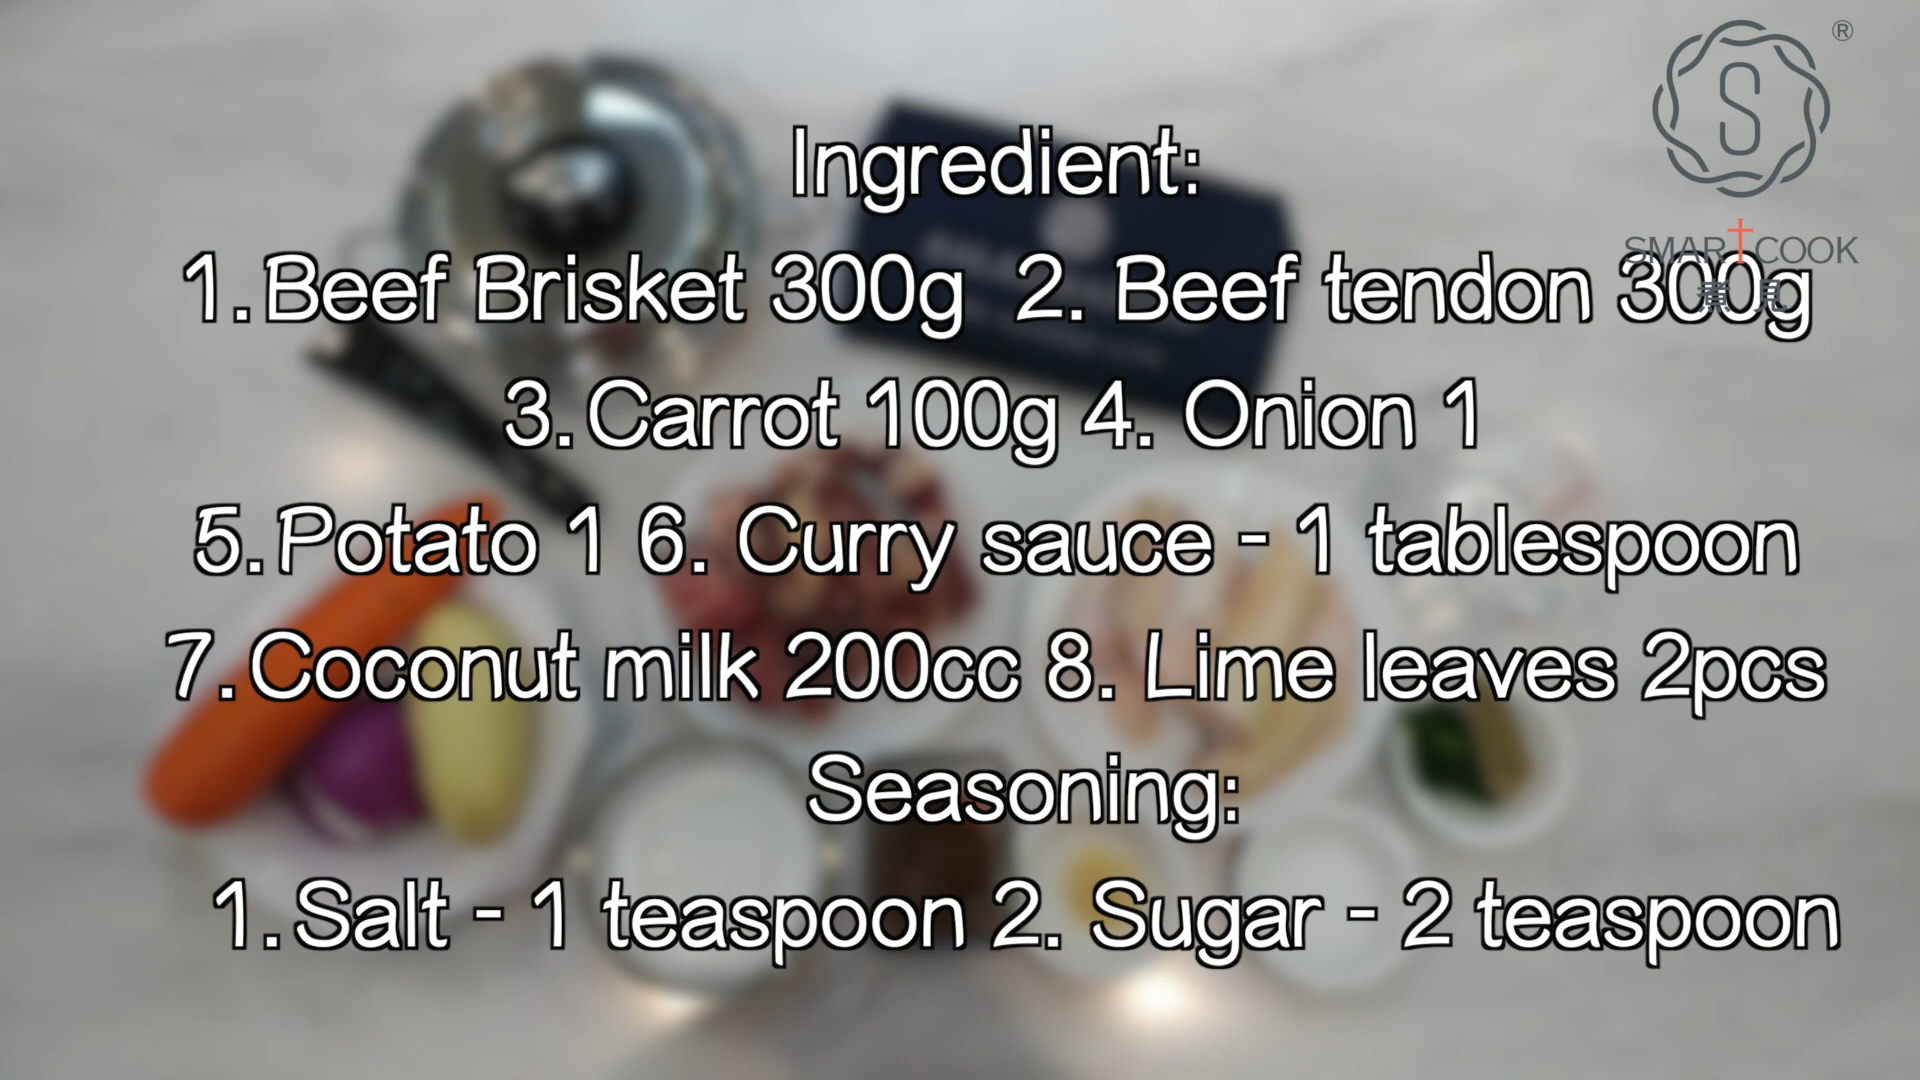 ®
S
SMARTCOOK
煮 見
Ingredient:
1. Beef Brisket 300g 2. Beef tendon 300g
3. Carrot 100g 4. Onion 1
5. Potato 1 6. Curry sauce - 1 tablespoon
7. Coconut milk 200cc 8. Lime leaves 2pcs
Seasoning:
1. Salt - 1 teaspoon 2. Sugar - 2 teaspoon